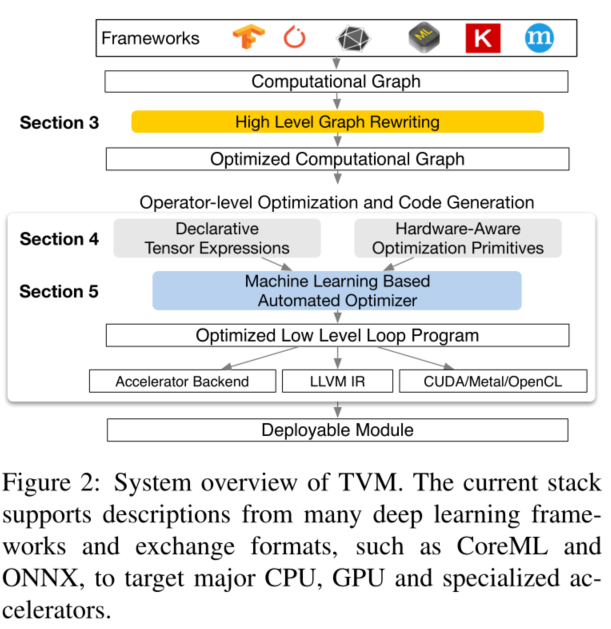 Frameworks
ML
K
m
Computational Graph
Section 3
High Level Graph Rewriting
Optimized Computational Graph
Operator-level Optimization and Code Generation
Section 4
Declarative
Tensor Expressions
Hardware-Aware
Optimization Primitives
Section 5
Machine Learning Based
Automated Optimizer
Optimized Low Level Loop Program
Accelerator Backend
LLVM IR
CUDA/Metal/OpenCL
Deployable Module
Figure 2: System overview of TVM. The current stack
supports descriptions from many deep learning frame-
works and exchange formats, such as CoreML and
ONNX, to target major CPU, GPU and specialized ac-
celerators.